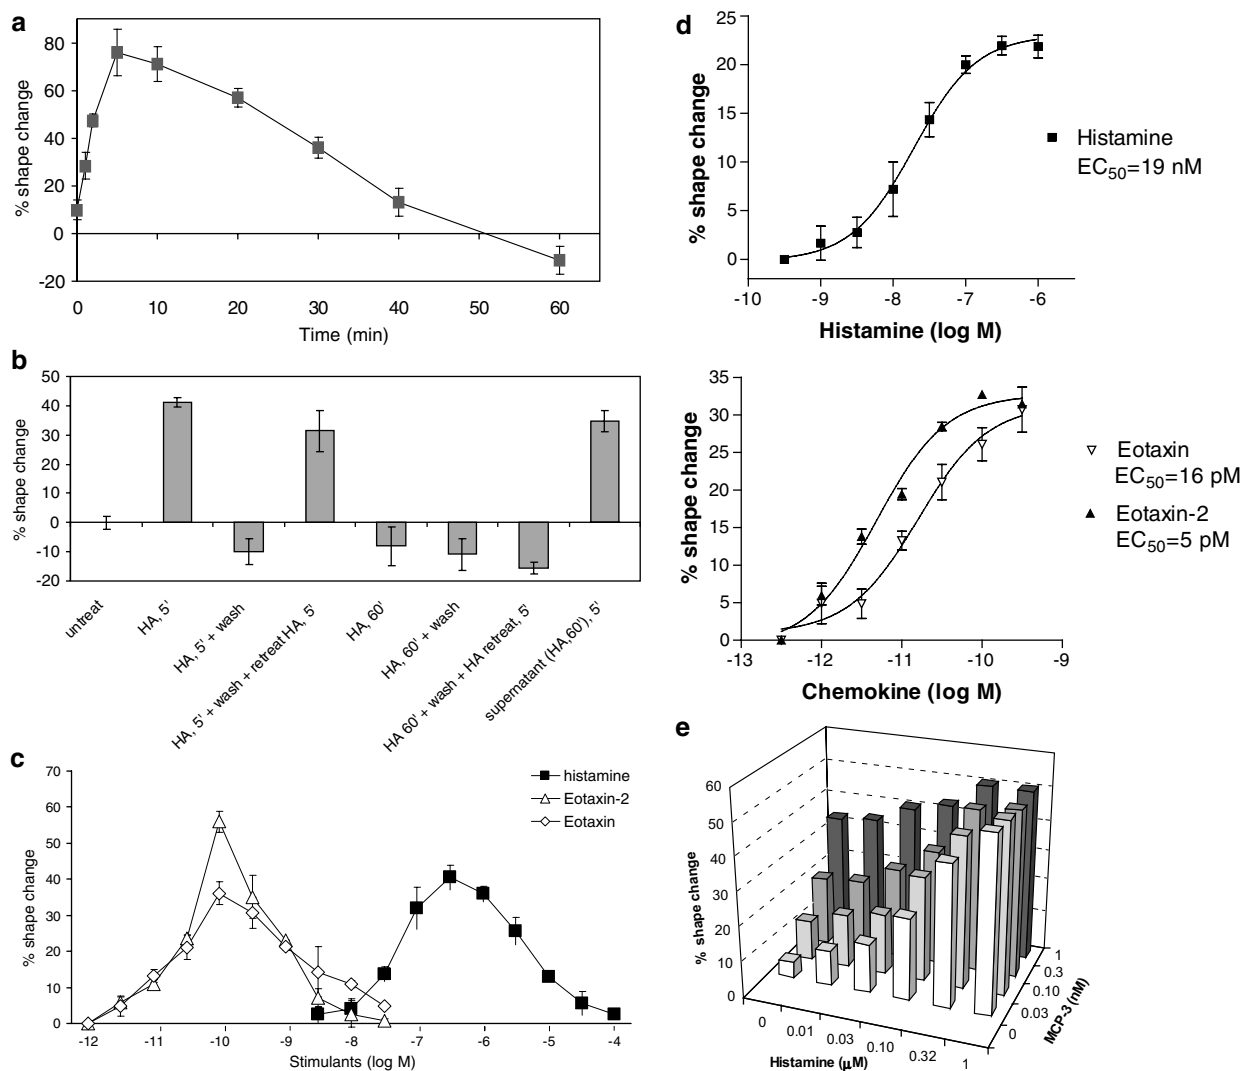 a
80
60
40
20
0
-20
% shape change
0 10 20 30 40 50 60
Time (min)
b
50
40
30
20
10
0
-10
-20
% shape change
untreat
HA, 5'
HA, 5' + wash
HA, 5' + wash + retreat HA, 5'
HA, 60'
HA, 60' + wash
HA 60' + wash + HA retreat, 5'
supernatant (HA,60'), 5'
c
70
60
50
40
30
20
10
0
% shape change
-12 -11 -10 -9 -8 -7 -6 -5 -4
Stimulants (log M)
histamine
Eotaxin-2
Eotaxin
d
25
20
15
10
5
0
% shape change
-10 -9 -8 -7 -6
Histamine (log M)
Histamine
EC50=19 nM
35
30
25
20
15
10
5
0
% shape change
-13 -12 -11 -10 -9
Chemokine (log M)
Eotaxin
EC50=16 pM
Eotaxin-2
EC50=5 pM
e
60
50
40
30
20
10
0
% shape change
0 0.01 0.03 0.10 0.32 1
Histamine (µM)
0 0.03 0.10 0.3 1
MCP-3 (nM)